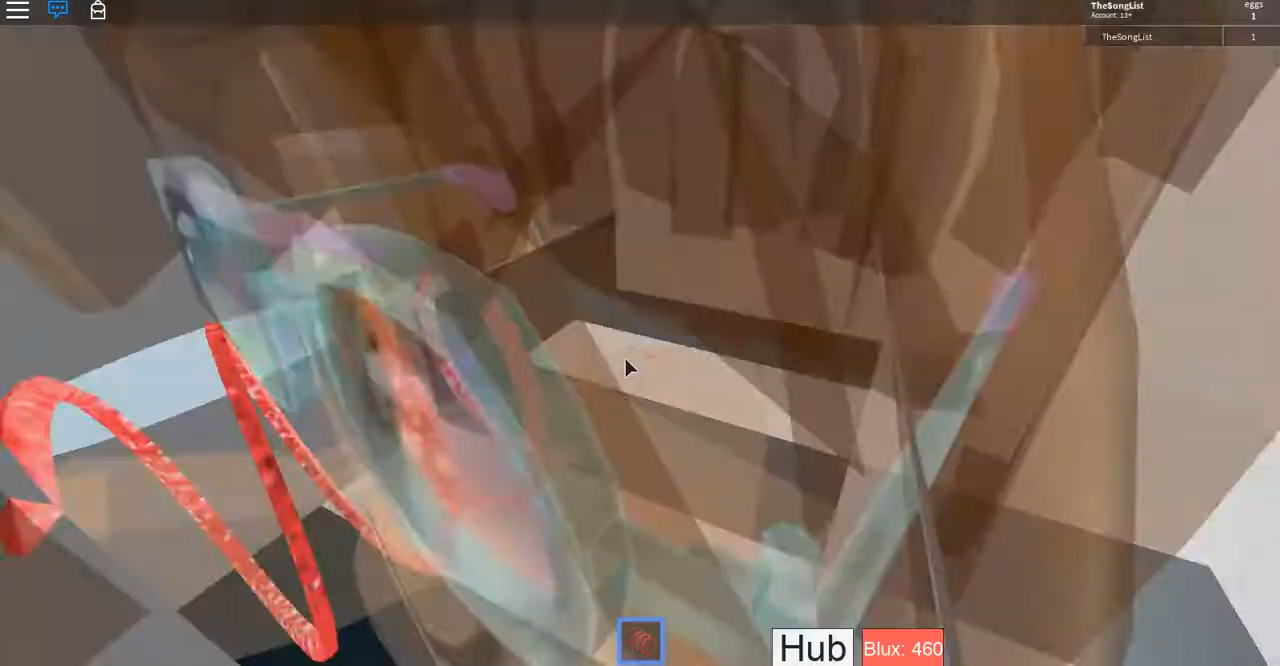 TheSongList
Account: 13+
eggs
1
TheSongList
1
Hub
Blux: 460